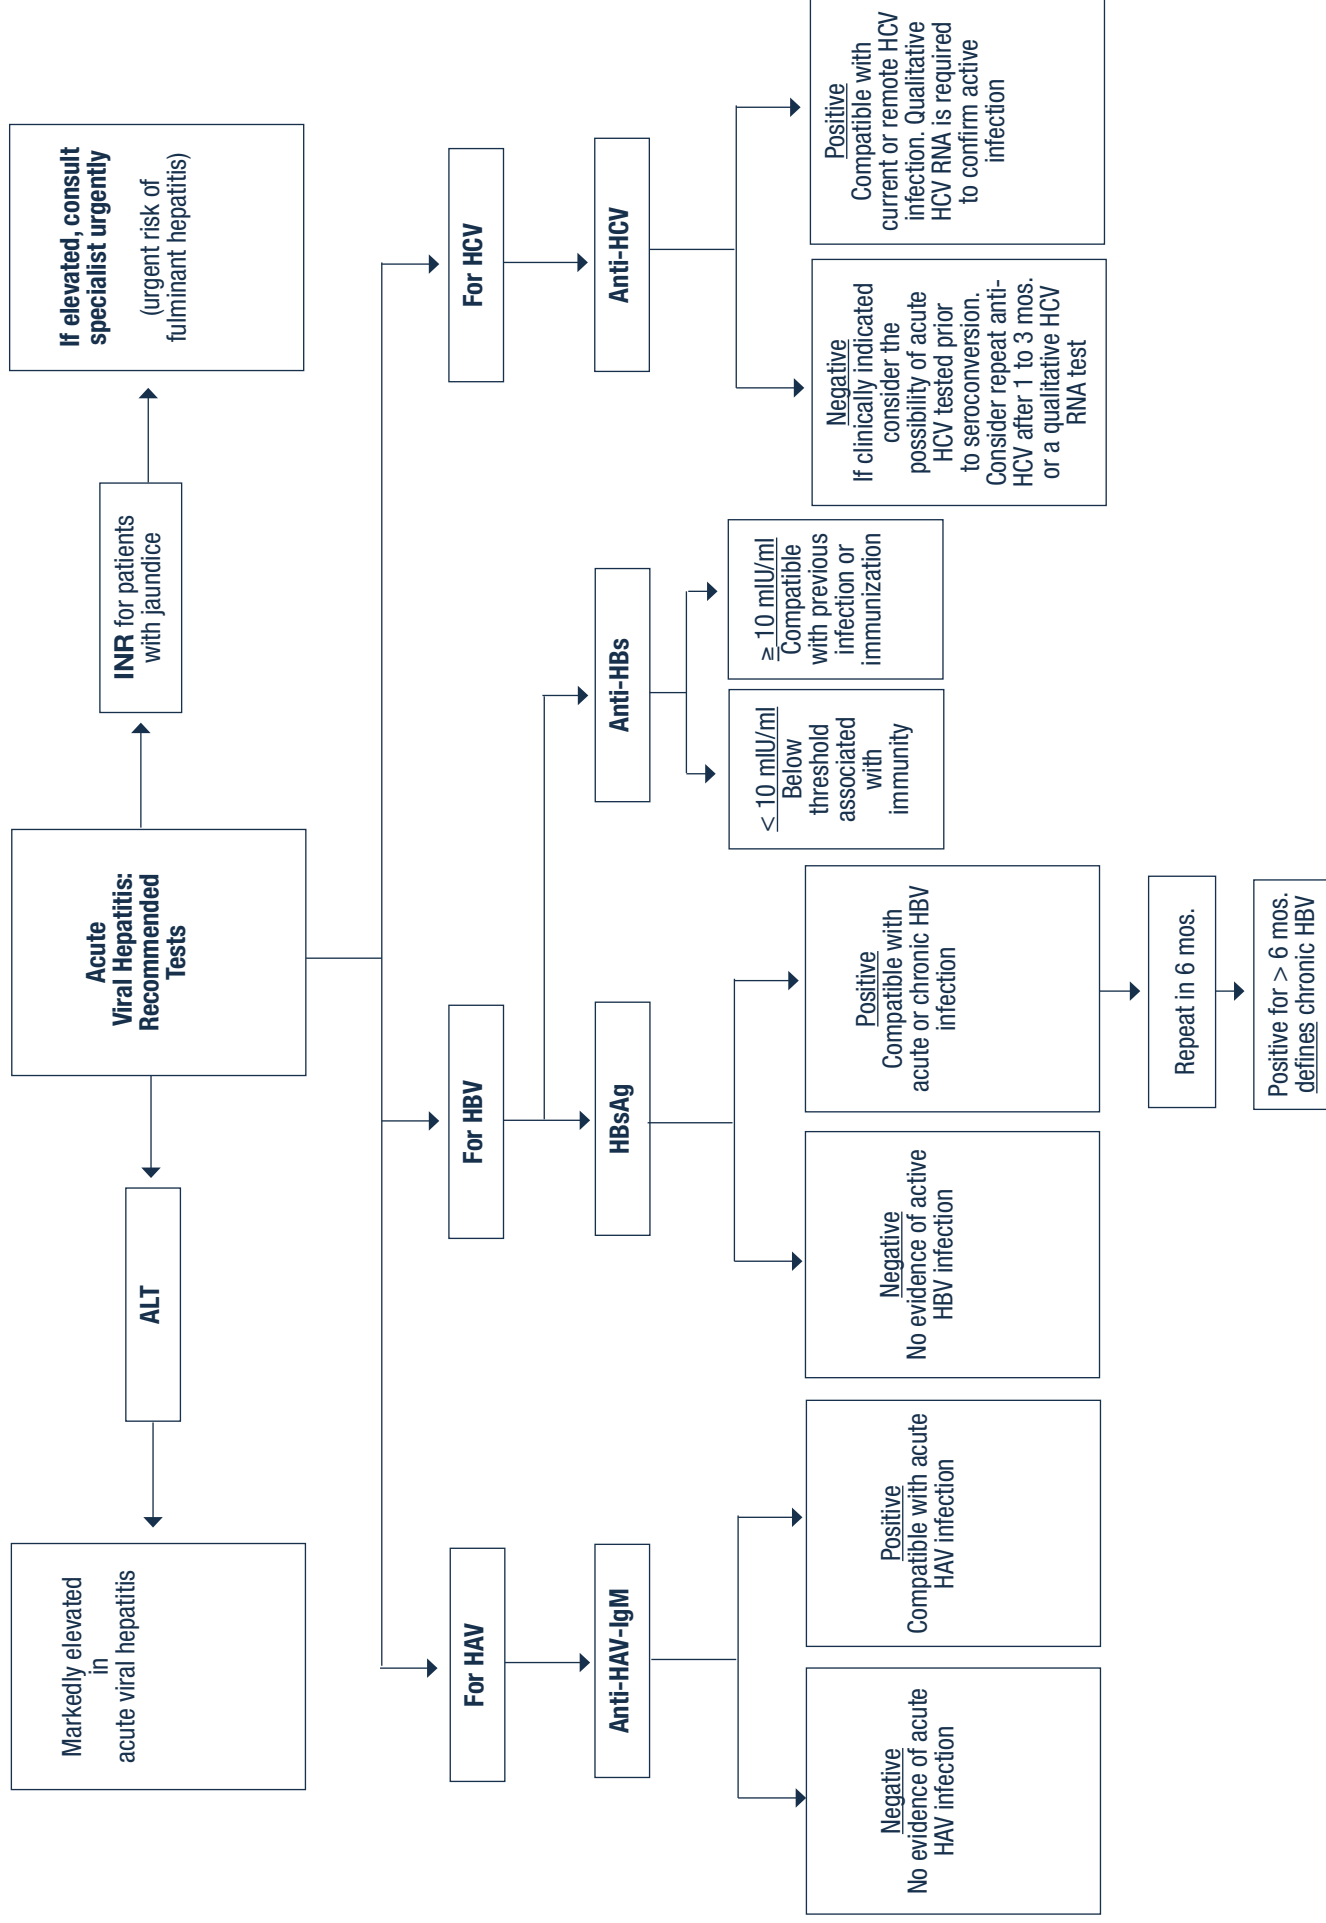 Acute
Viral Hepatitis:
Recommended
Tests
ALT
Markedly elevated
in
acute viral hepatitis
INR for patients
with jaundice
If elevated, consult
specialist urgently
(urgent risk of
fulminant hepatitis)
For HAV
Anti-HAV-IgM
Negative
No evidence of acute
HAV infection
Positive
Compatible with acute
HAV infection
For HBV
HBsAg
Negative
No evidence of active
HBV infection
Positive
Compatible with
acute or chronic HBV
infection
Repeat in 6 mos.
Positive for > 6 mos.
defines chronic HBV
Anti-HBs
< 10 mIU/ml
Below
threshold
associated
with
immunity
≥ 10 mIU/ml
Compatible
with previous
infection or
immunization
For HCV
Anti-HCV
Negative
If clinically indicated
consider the
possibility of acute
HCV tested prior
to seroconversion.
Consider repeat anti-
HCV after 1 to 3 mos.
or a qualitative HCV
RNA test
Positive
Compatible with
current or remote HCV
infection. Qualitative
HCV RNA is required
to confirm active
infection